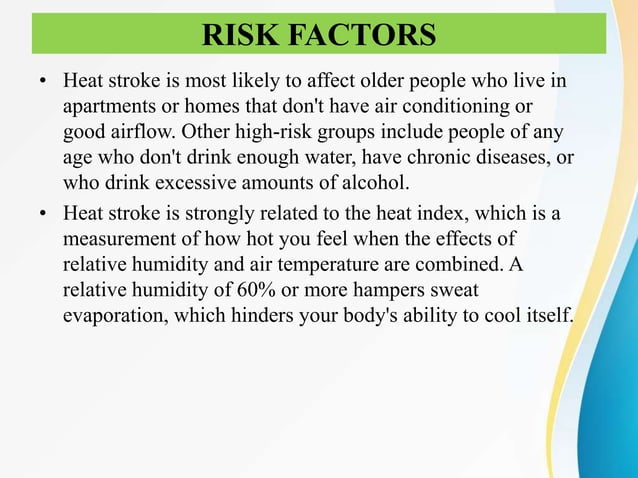 RISK FACTORS
• Heat stroke is most likely to affect older people who live in
apartments or homes that don't have air conditioning or
good airflow. Other high-risk groups include people of any
age who don't drink enough water, have chronic diseases, or
who drink excessive amounts of alcohol.
• Heat stroke is strongly related to the heat index, which is a
measurement of how hot you feel when the effects of
relative humidity and air temperature are combined. A
relative humidity of 60% or more hampers sweat
evaporation, which hinders your body's ability to cool itself.